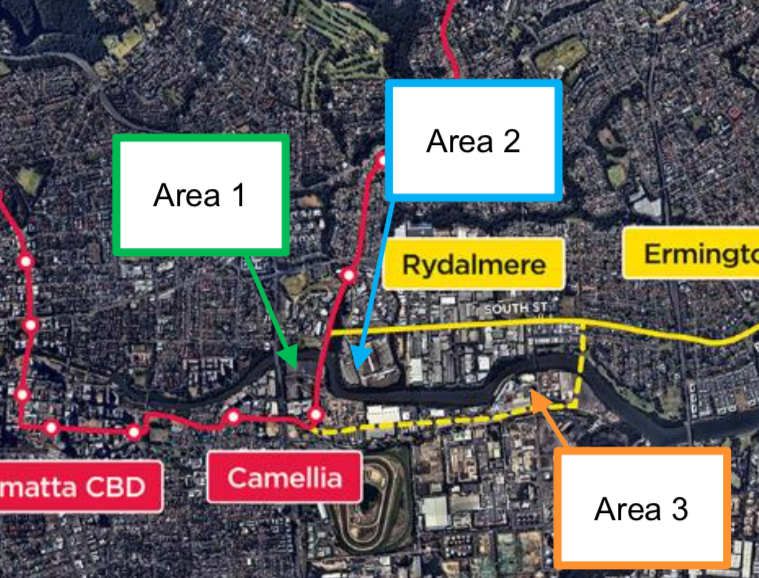 Area 2
Area 1
Rydalmere
Ermingto
SOUTH ST
matta CBD
Camellia
Area 3